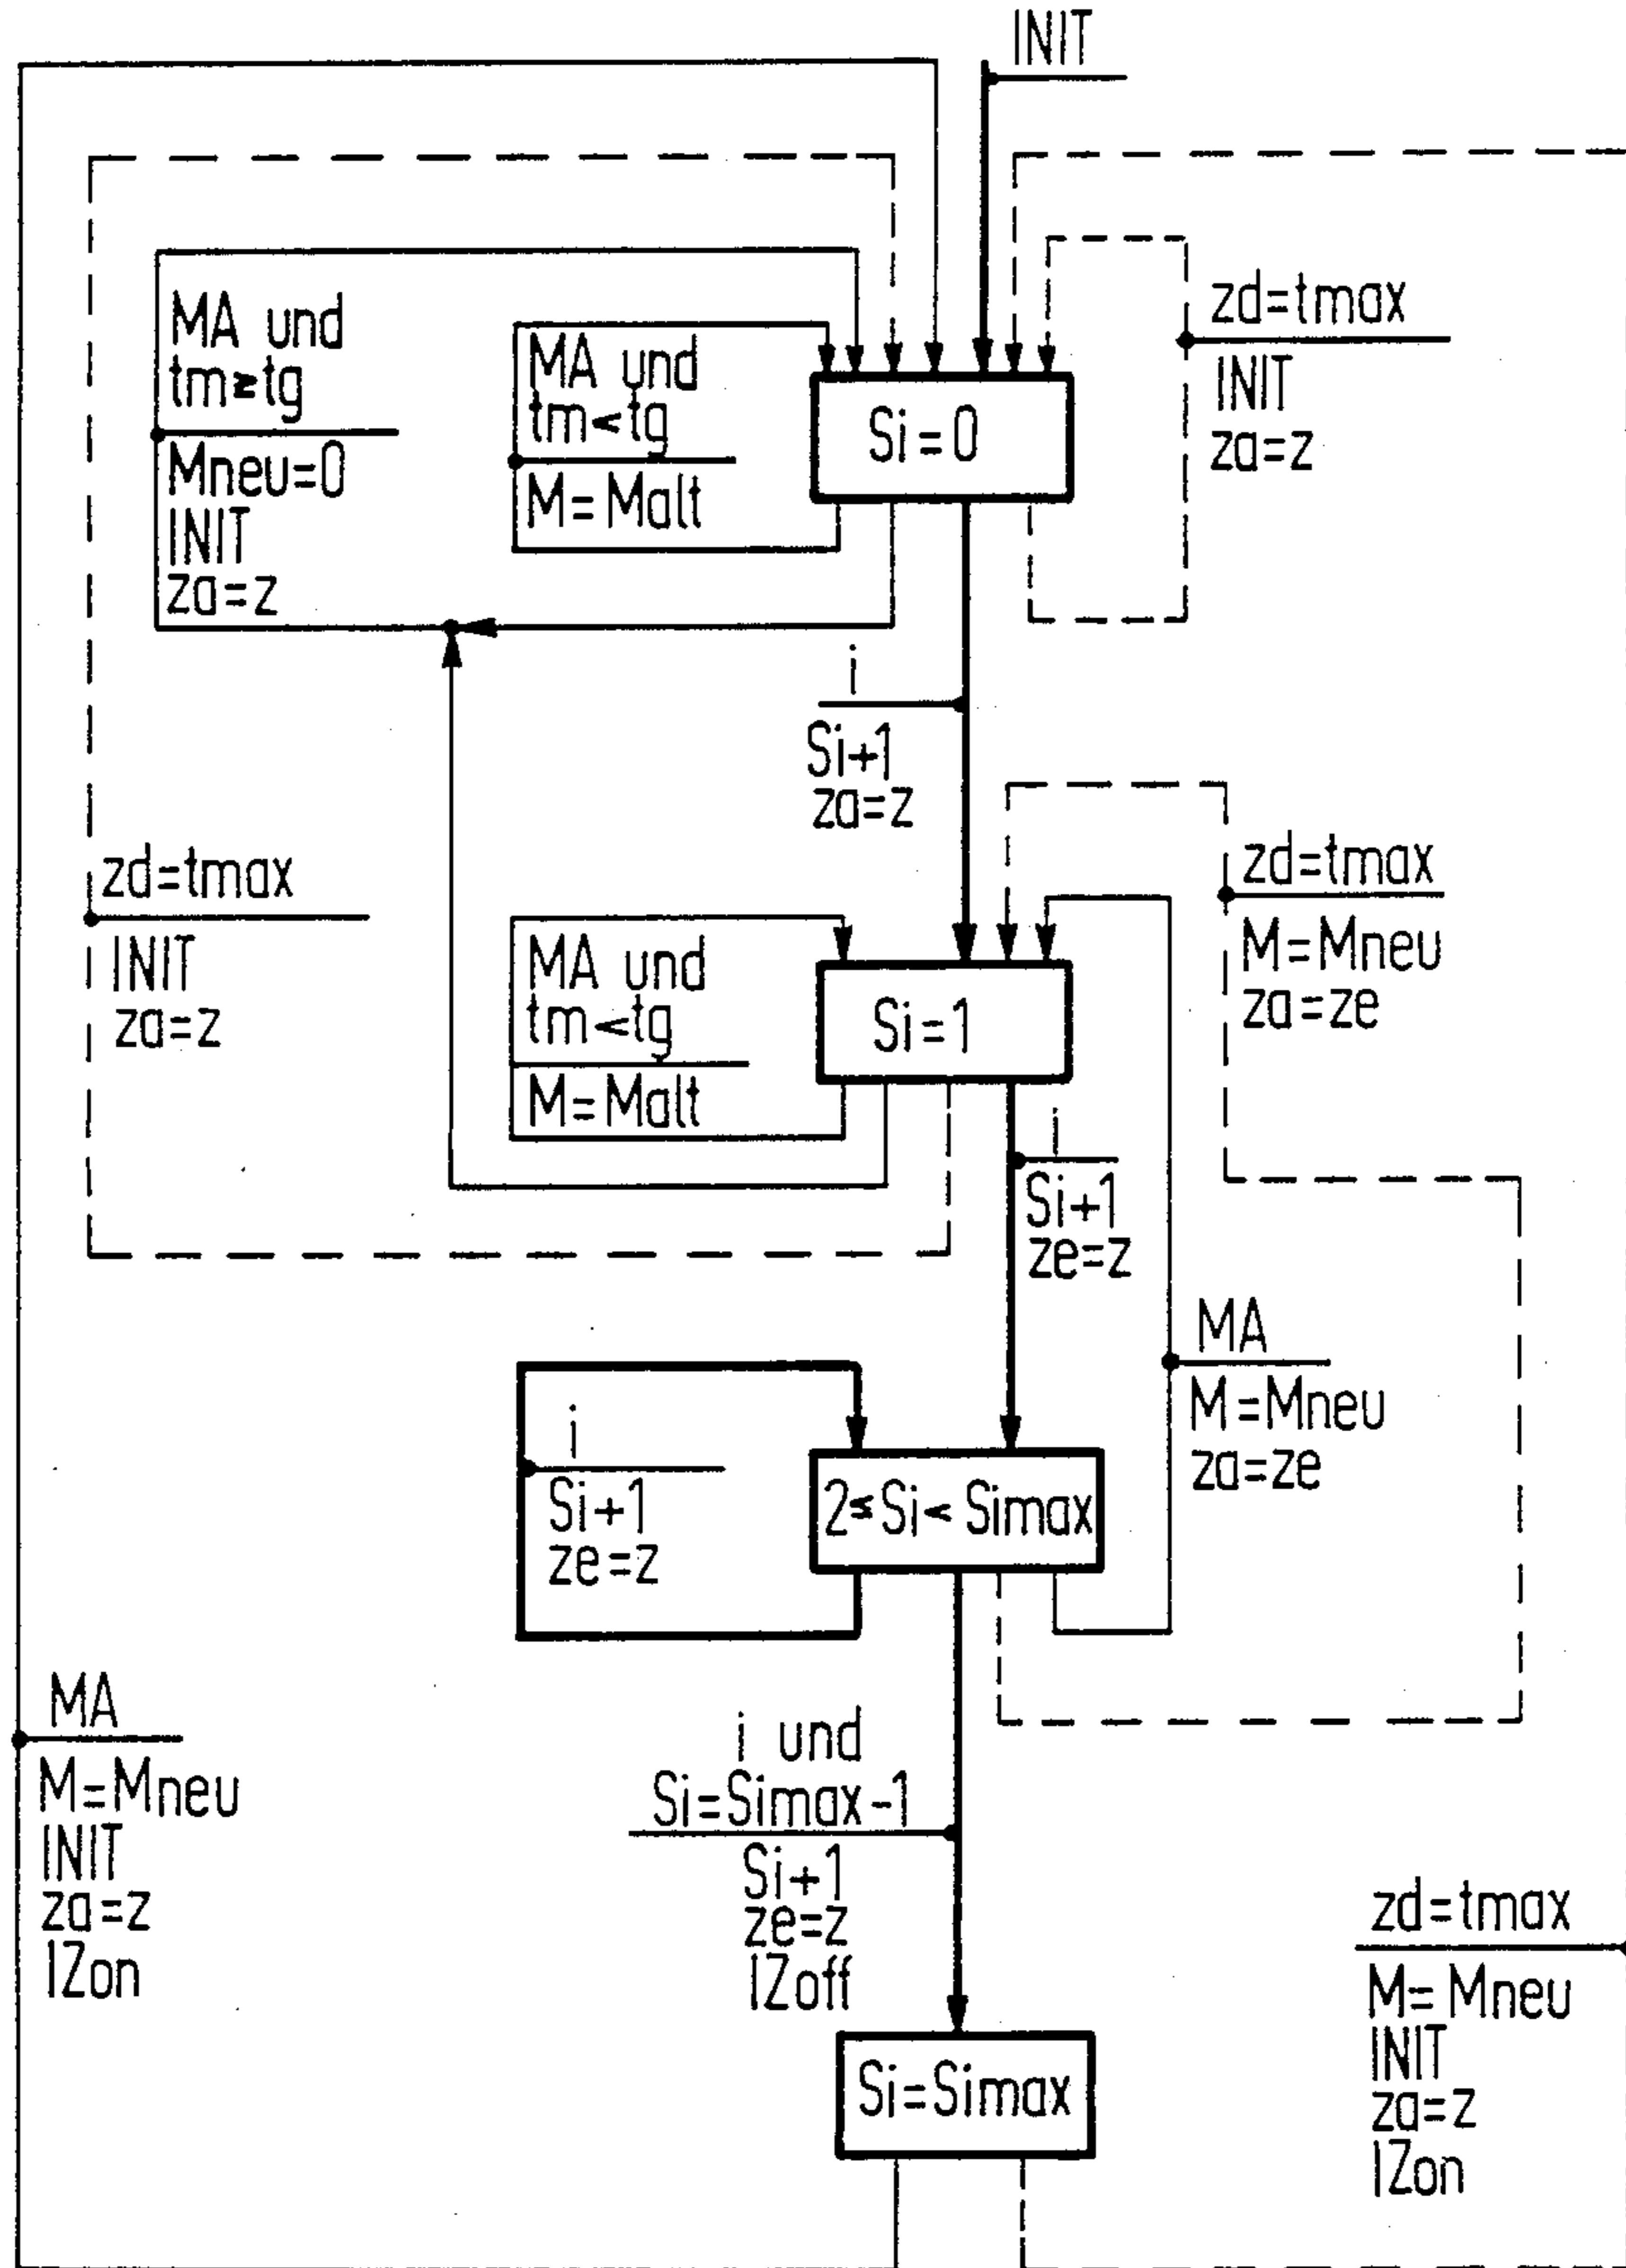 INIT
MA und
tm≥tg
Mneu=0
INIT
za=z
MA und
tm<tg
M=Malt
Si=0
zd=tmax
INIT
za=z
i
Si+1
za=z
zd=tmax
INIT
za=z
MA und
tm<tg
M=Malt
Si=1
zd=tmax
M=Mneu
za=ze
i
Si+1
ze=z
MA
M=Mneu
za=ze
i
Si+1
ze=z
2≤Si<Simax
MA
M=Mneu
INIT
za=z
IZon
i und
Si=Simax-1
Si+1
ze=z
IZoff
Si=Simax
zd=tmax
M=Mneu
INIT
za=z
IZon